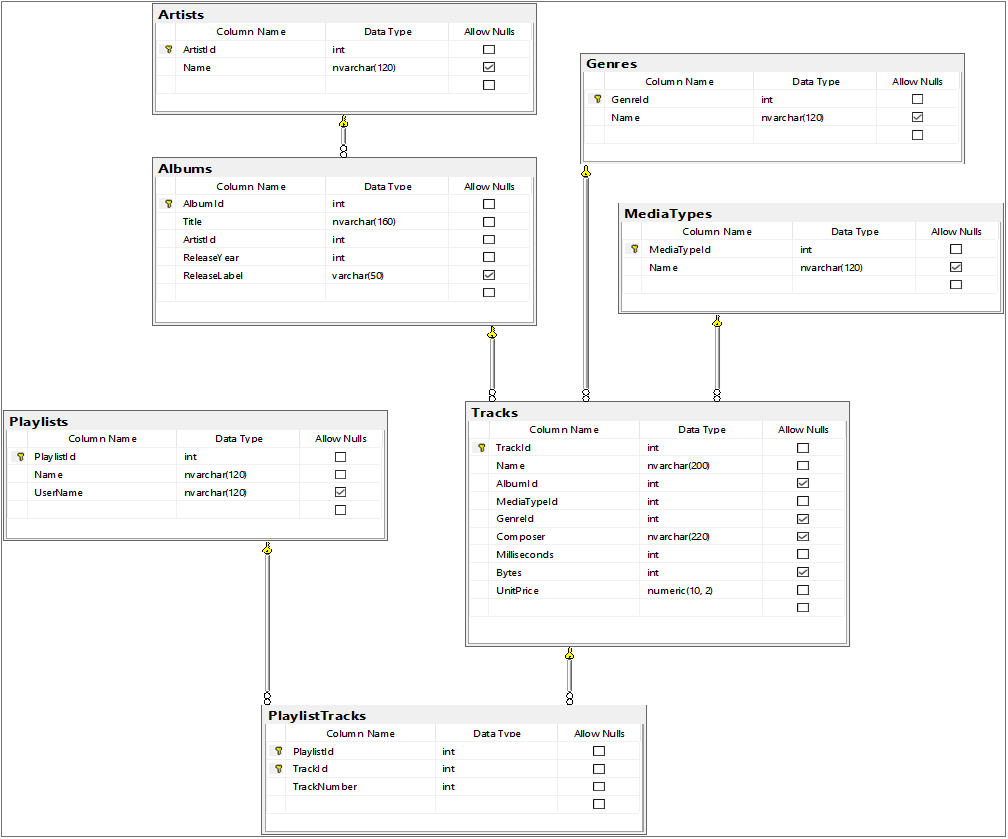 Artists
Column Name Data Type Allow Nulls
ArtistId int
Name nvarchar(120)
Genres
Column Name Data Type Allow Nulls
GenreId int
Name nvarchar(120)
Albums
Column Name Data Type Allow Nulls
AlbumId int
Title nvarchar(160)
ArtistId int
ReleaseYear int
ReleaseLabel varchar(50)
MediaTypes
Column Name Data Type Allow Nulls
MediaTypeId int
Name nvarchar(120)
Playlists
Column Name Data Type Allow Nulls
PlaylistId int
Name nvarchar(120)
UserName nvarchar(120)
Tracks
Column Name Data Type Allow Nulls
TrackId int
Name nvarchar(200)
AlbumId int
MediaTypeId int
GenreId int
Composer nvarchar(220)
Milliseconds int
Bytes int
UnitPrice numeric(10, 2)
PlaylistTracks
Column Name Data Type Allow Nulls
PlaylistId int
TrackId int
TrackNumber int